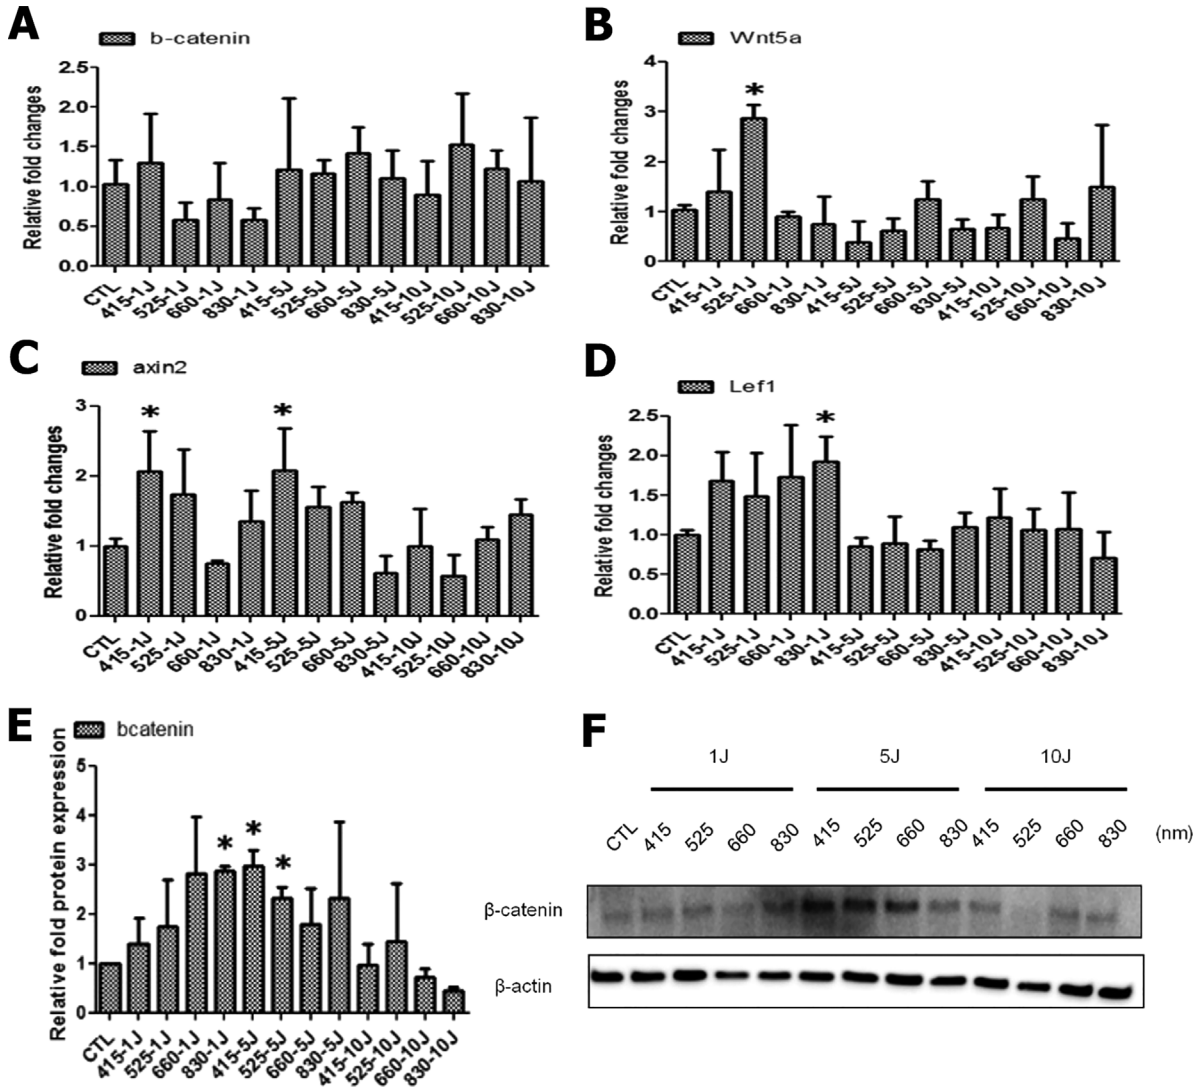 A
b-catenin
Relative fold changes
2.5
2.0
1.5
1.0
0.5
0.0
CTL
415-1J
525-1J
660-1J
830-1J
415-5J
525-5J
660-5J
830-5J
415-10J
525-10J
660-10J
830-10J
B
Wnt5a
Relative fold changes
4
3
2
1
0
*
CTL
415-1J
525-1J
660-1J
830-1J
415-5J
525-5J
660-5J
830-5J
415-10J
525-10J
660-10J
830-10J
C
axin2
Relative fold changes
3
2
1
0
* *
CTL
415-1J
525-1J
660-1J
830-1J
415-5J
525-5J
660-5J
830-5J
415-10J
525-10J
660-10J
830-10J
D
Lef1
Relative fold changes
2.5
2.0
1.5
1.0
0.5
0.0
*
CTL
415-1J
525-1J
660-1J
830-1J
415-5J
525-5J
660-5J
830-5J
415-10J
525-10J
660-10J
830-10J
E
bcatenin
Relative fold protein expression
5
4
3
2
1
0
* * *
CTL
415-1J
525-1J
660-1J
830-1J
415-5J
525-5J
660-5J
830-5J
415-10J
525-10J
660-10J
830-10J
F
1J 5J 10J
CTL 415 525 660 830 415 525 660 830 415 525 660 830 (nm)
β-catenin
β-actin